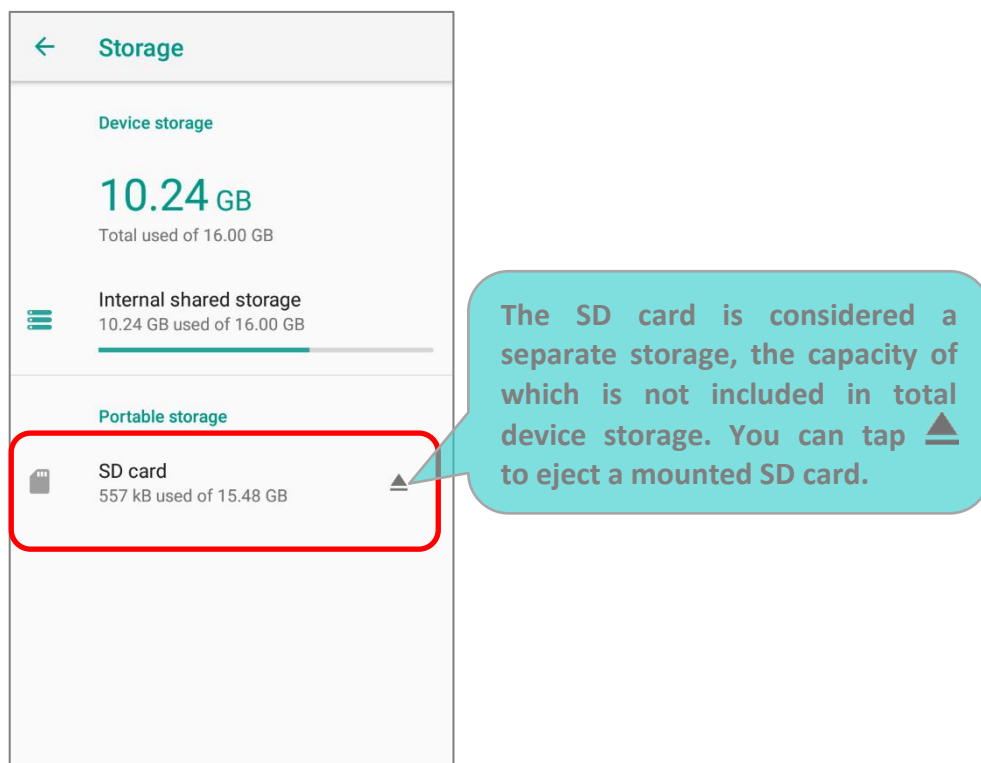 Storage
Device storage
10.24 GB
Total used of 16.00 GB
Internal shared storage
10.24 GB used of 16.00 GB
Portable storage
SD card
557 kB used of 15.48 GB
The SD card is considered a
separate storage, the capacity of
which is not included in total
device storage. You can tap
to eject a mounted SD card.